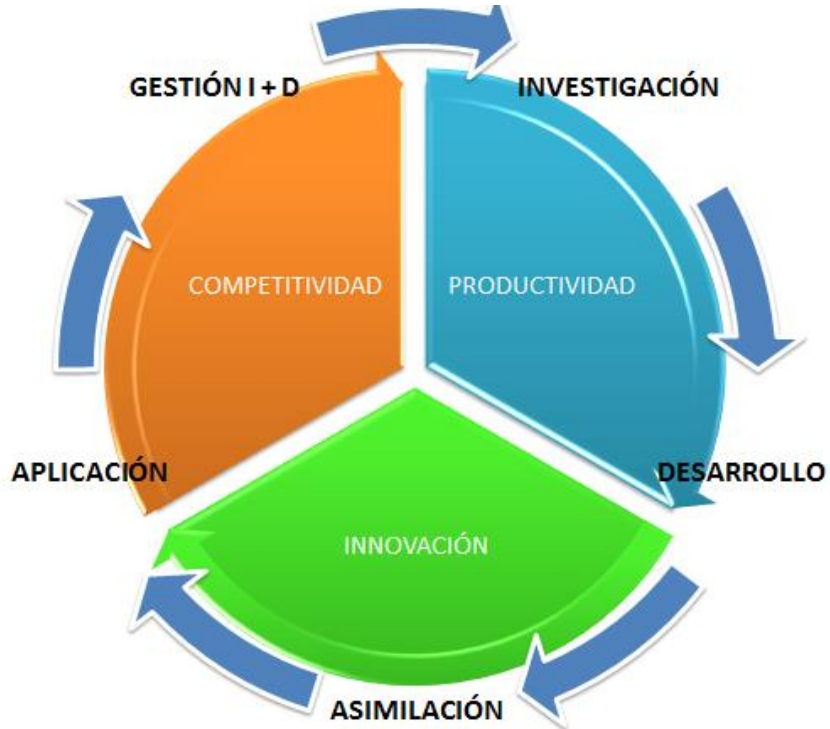 GESTIÓN I + D
INVESTIGACIÓN
COMPETITIVIDAD
PRODUCTIVIDAD
APLICACIÓN
DESARROLLO
INNOVACIÓN
ASIMILACIÓN